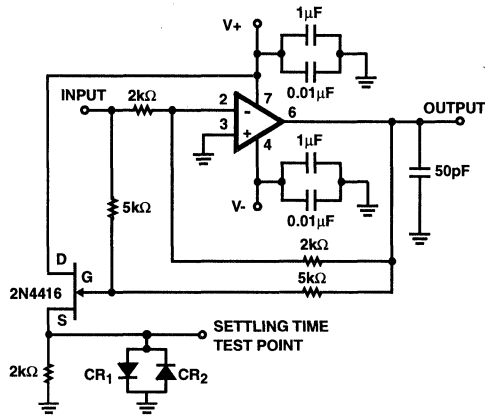 1µF
V+
0.01µF
INPUT
2kΩ
2
7
-
6
OUTPUT
3
+
4
1µF
50pF
V-
0.01µF
5kΩ
2kΩ
D
G
5kΩ
2N4416
S
SETTLING TIME
TEST POINT
2kΩ
CR1
CR2